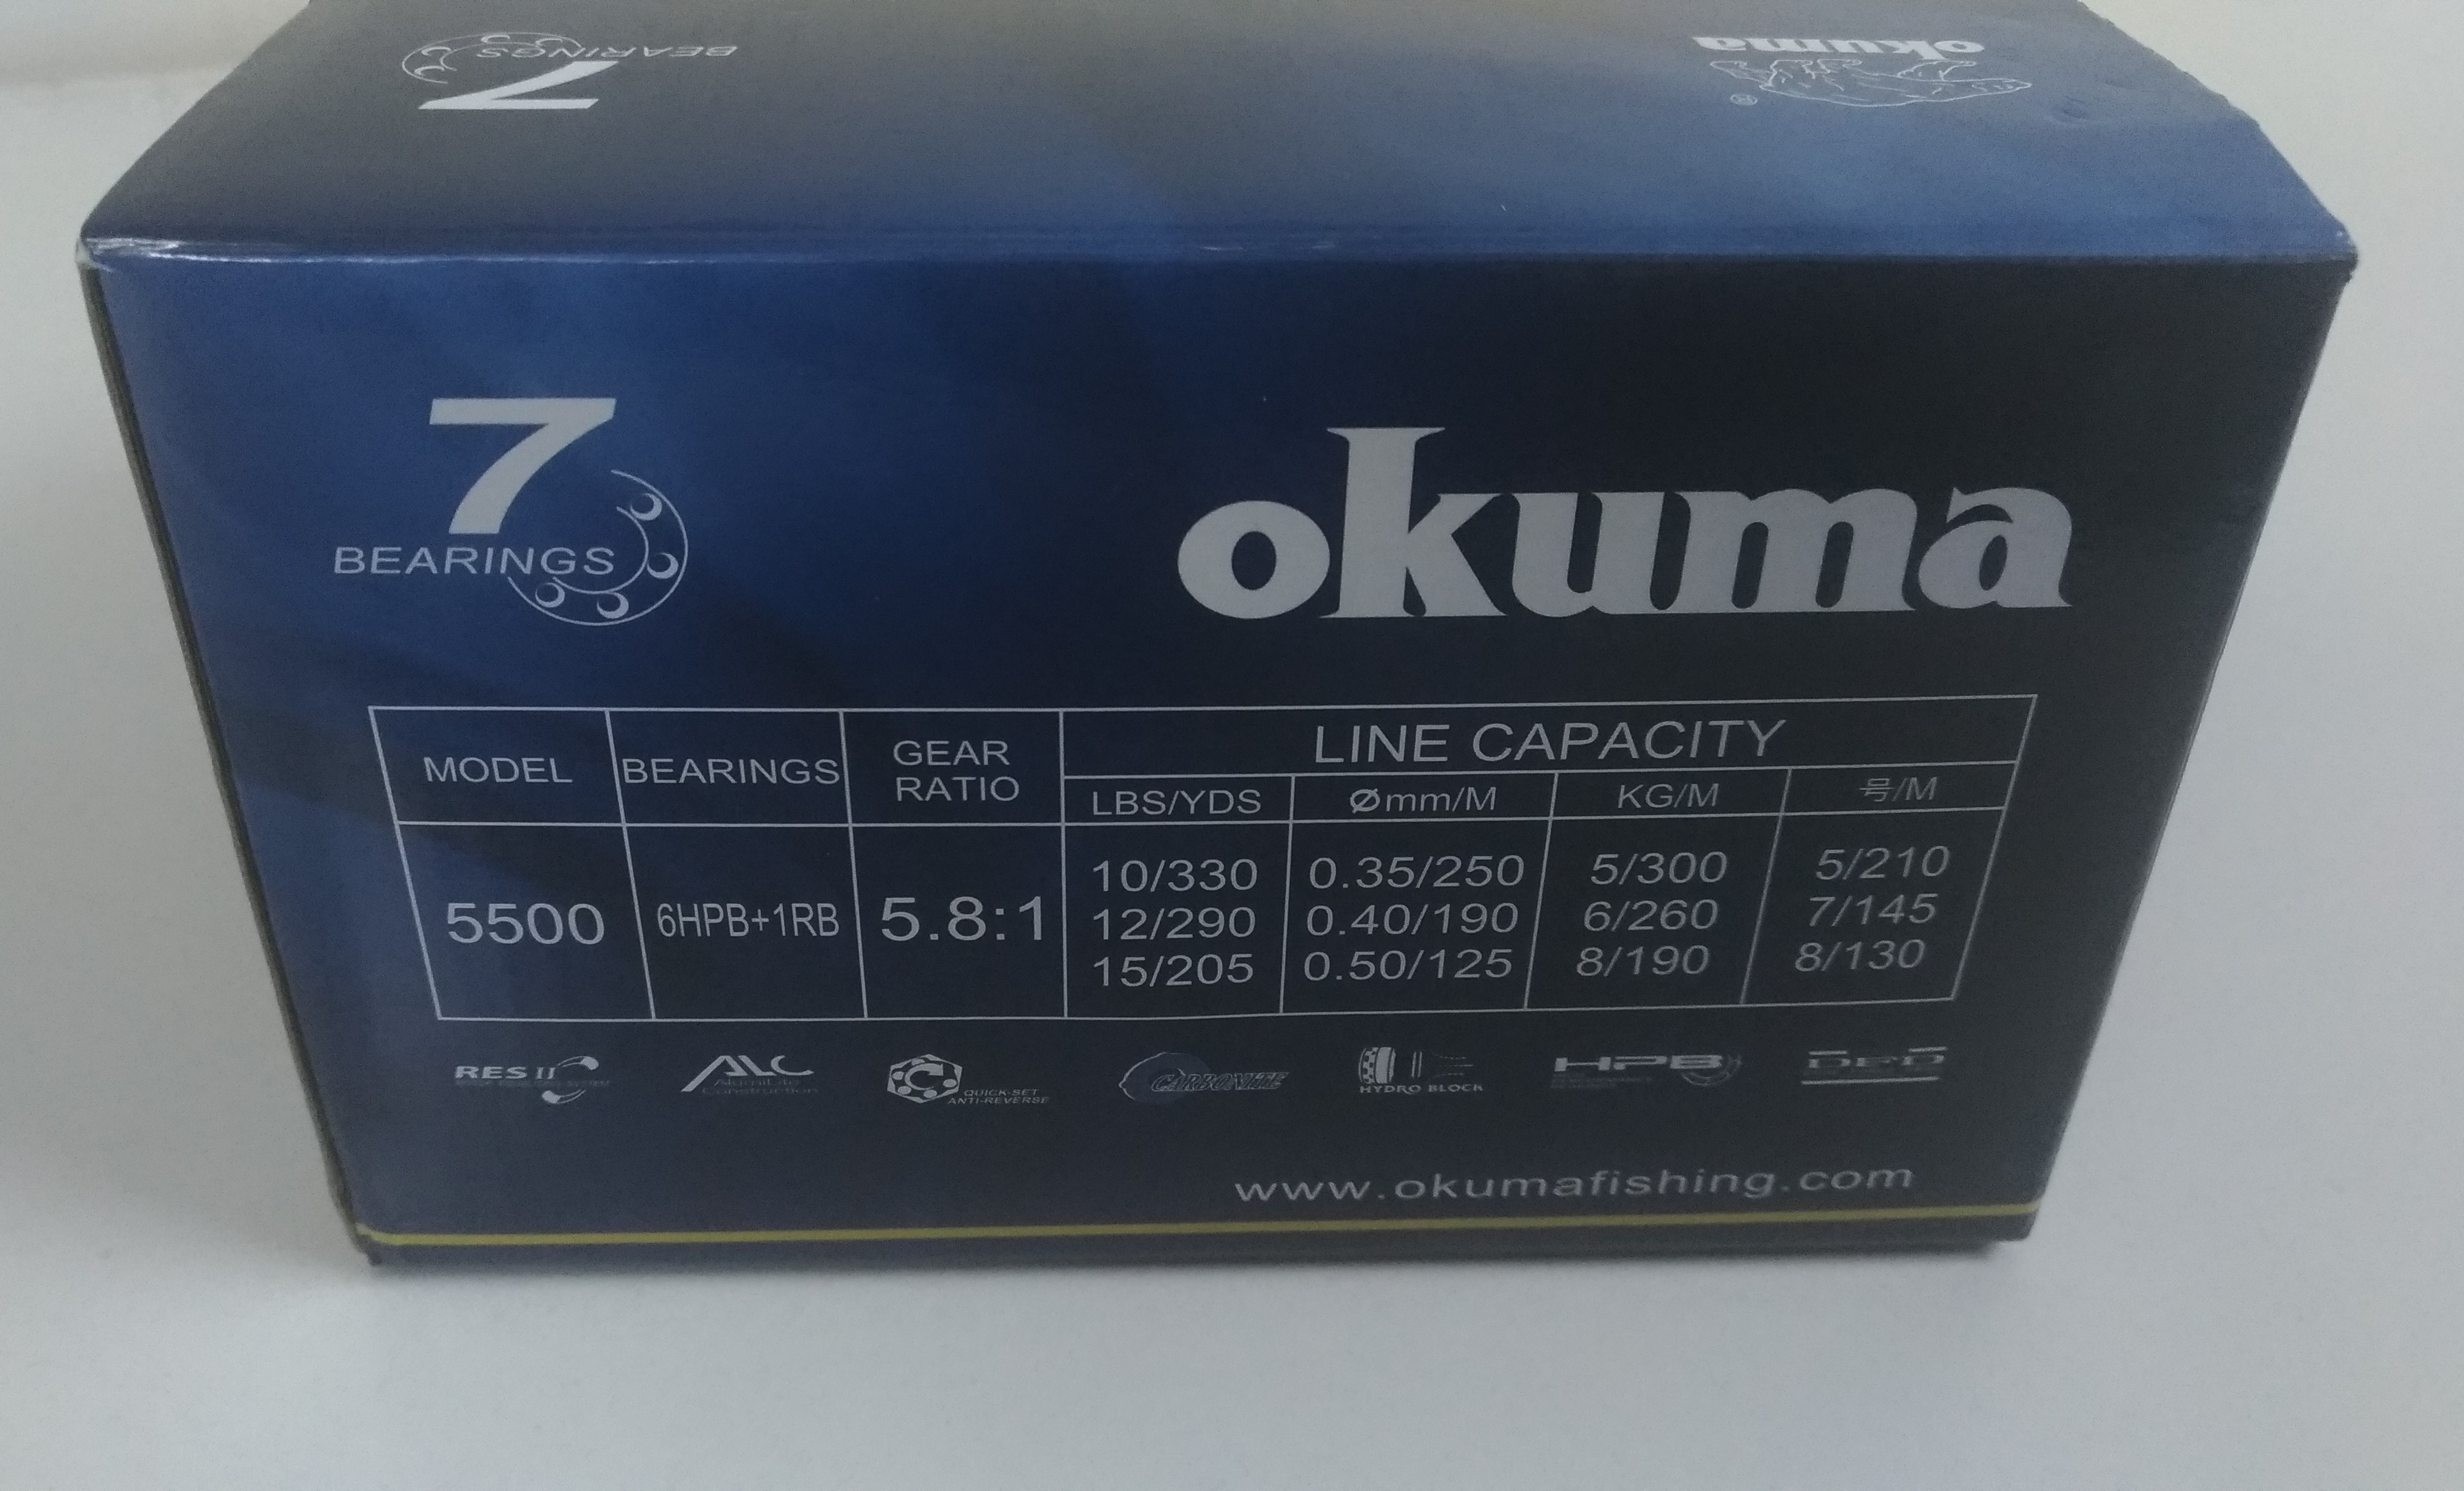 7
BEARINGS
okuma
®
7
BEARINGS
okuma
MODEL
BEARINGS
GEAR
RATIO
LINE CAPACITY
LBS/YDS
Ømm/M
KG/M
号/M
5500
6HPB+1RB
5.8:1
10/330
12/290
15/205
0.35/250
0.40/190
0.50/125
5/300
6/260
8/190
5/210
7/145
8/130
RES II
ALC
AlumiLite
Construction
C
QUICK-SET
ANTI-REVERSE
CARBONITE
HYDRO BLOCK
HPB
DFD
www.okumafishing.com